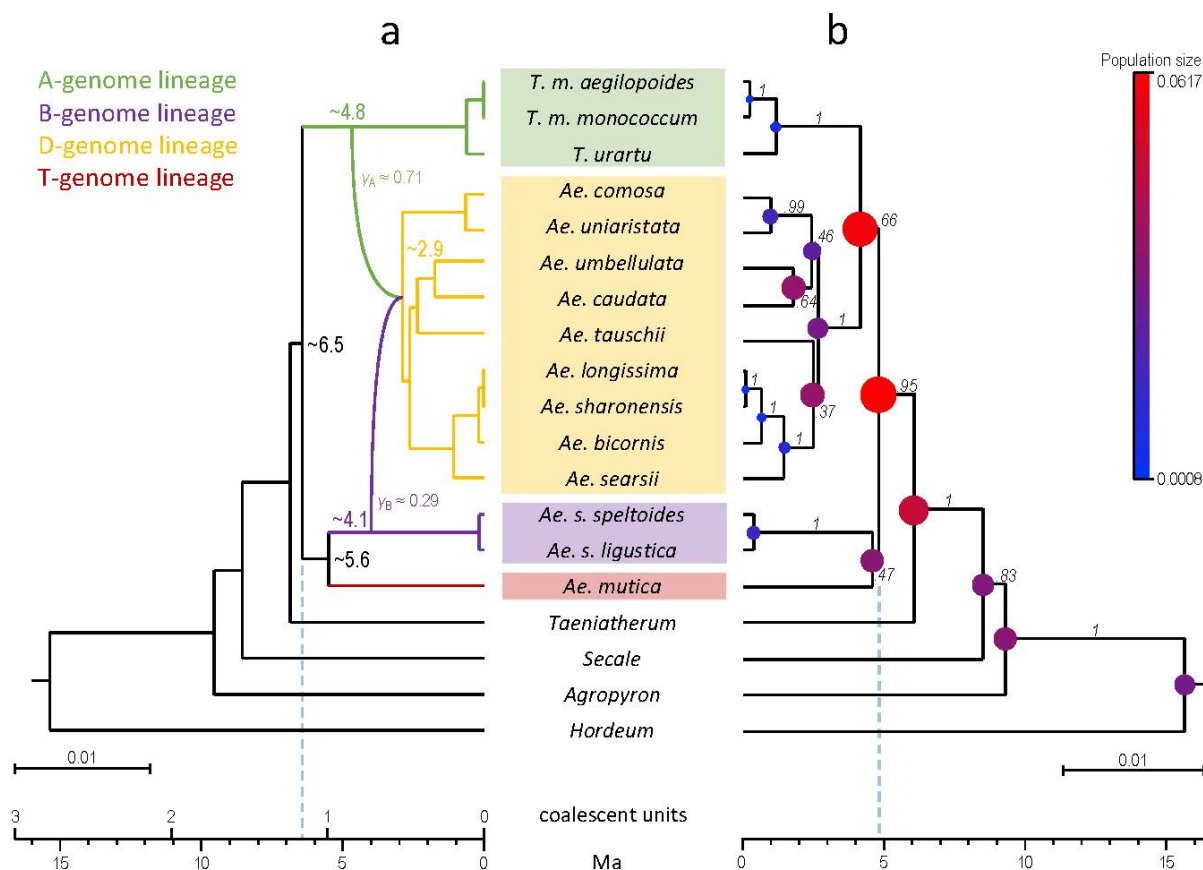 a
b
A-genome lineage
B-genome lineage
D-genome lineage
T-genome lineage
T. m. aegilopoides
T. m. monococcum
T. urartu
Ae. comosa
Ae. uniaristata
Ae. umbellulata
Ae. caudata
Ae. tauschii
Ae. longissima
Ae. sharonensis
Ae. bicornis
Ae. searsii
Ae. s. speltoides
Ae. s. ligustica
Ae. mutica
Taeniatherum
Secale
Agropyron
Hordeum
~4.8
γA ≈ 0.71
~2.9
~6.5
γB ≈ 0.29
~4.1
~5.6
1
.99
.46
.64
.66
1
1
1
1
.37
.95
1
.47
1
.83
1
Population size
0.0617
0.0008
0.01
0.01
3 2 1 0
coalescent units
15 10 5 0
Ma
0 5 10 15